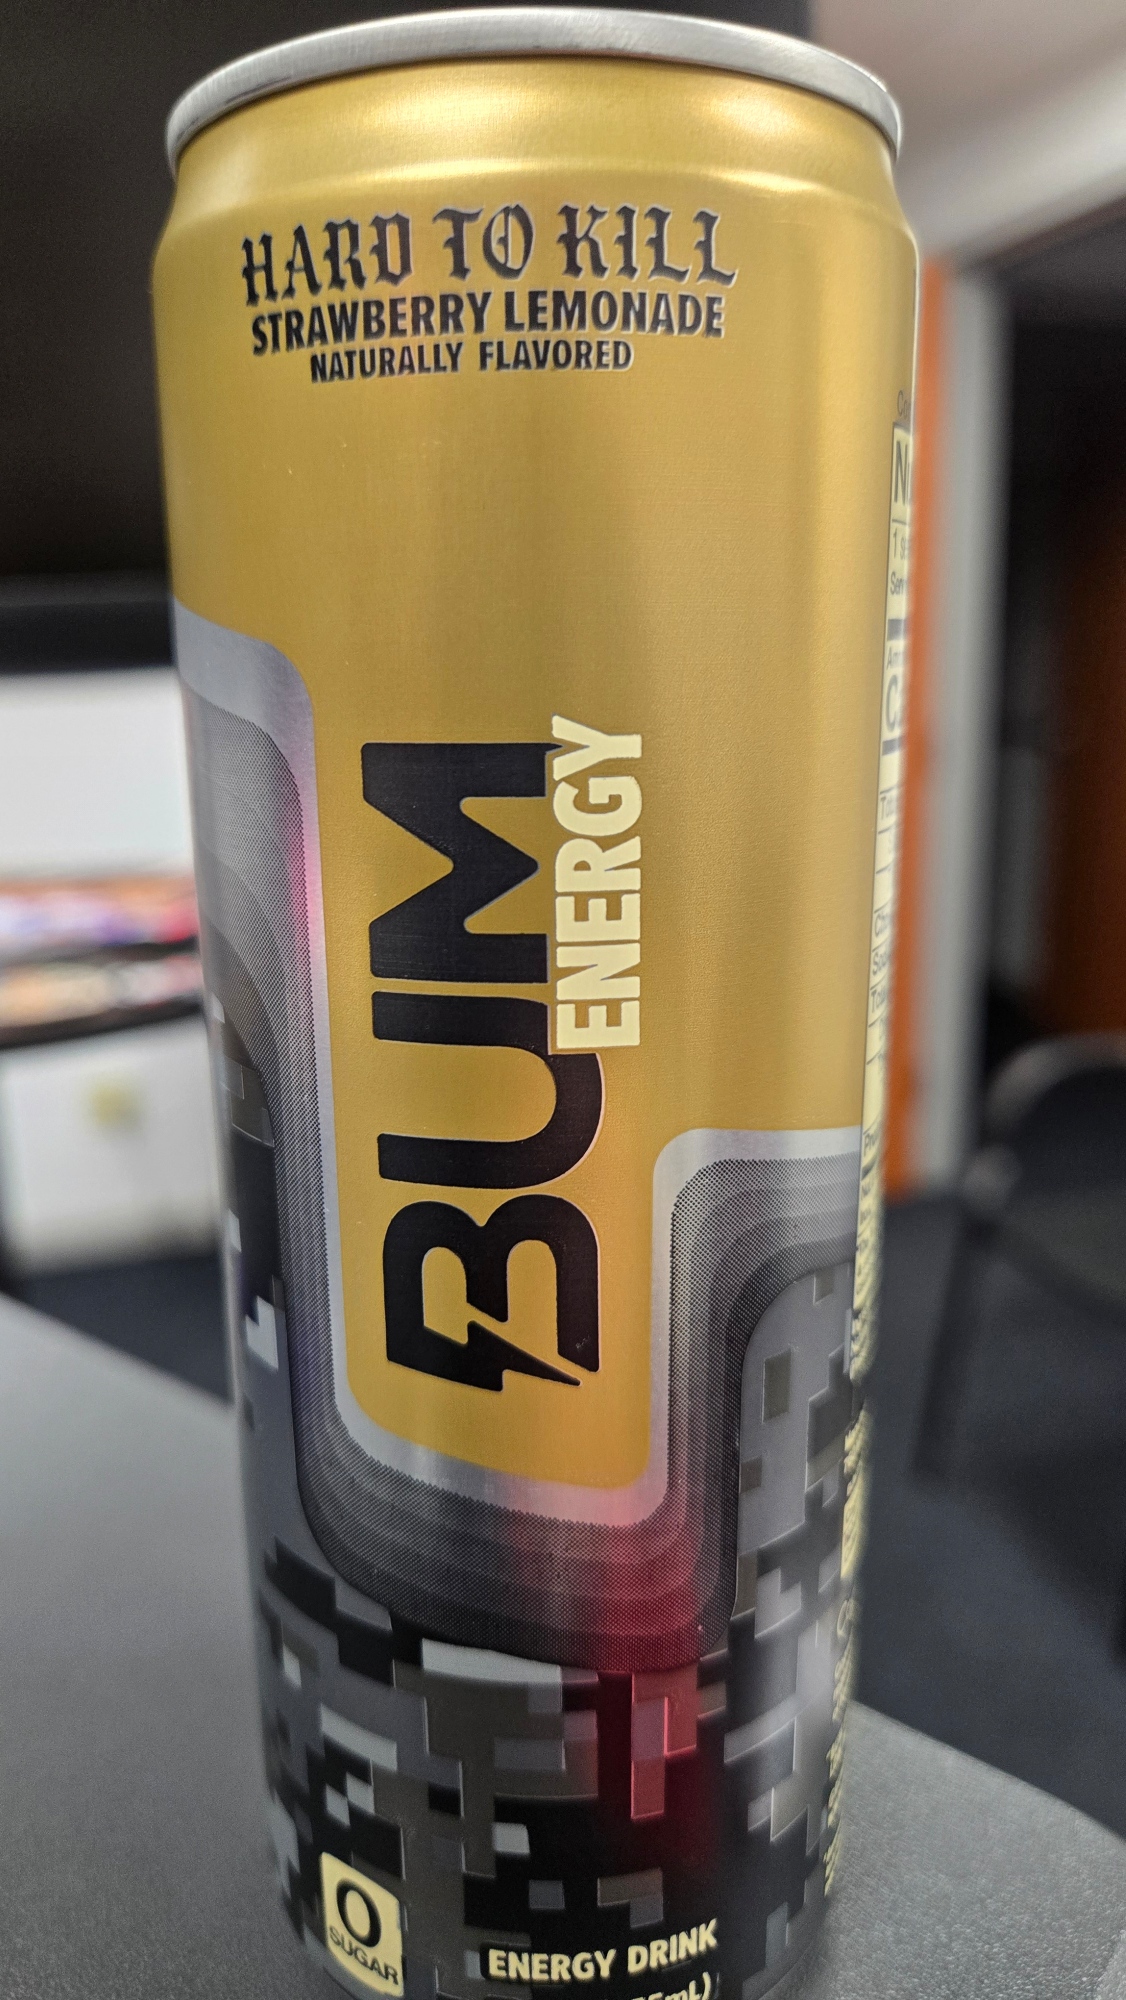 HARD TO KILL
STRAWBERRY LEMONADE
NATURALLY FLAVORED
BUM
ENERGY
0
SUGAR
ENERGY DRINK